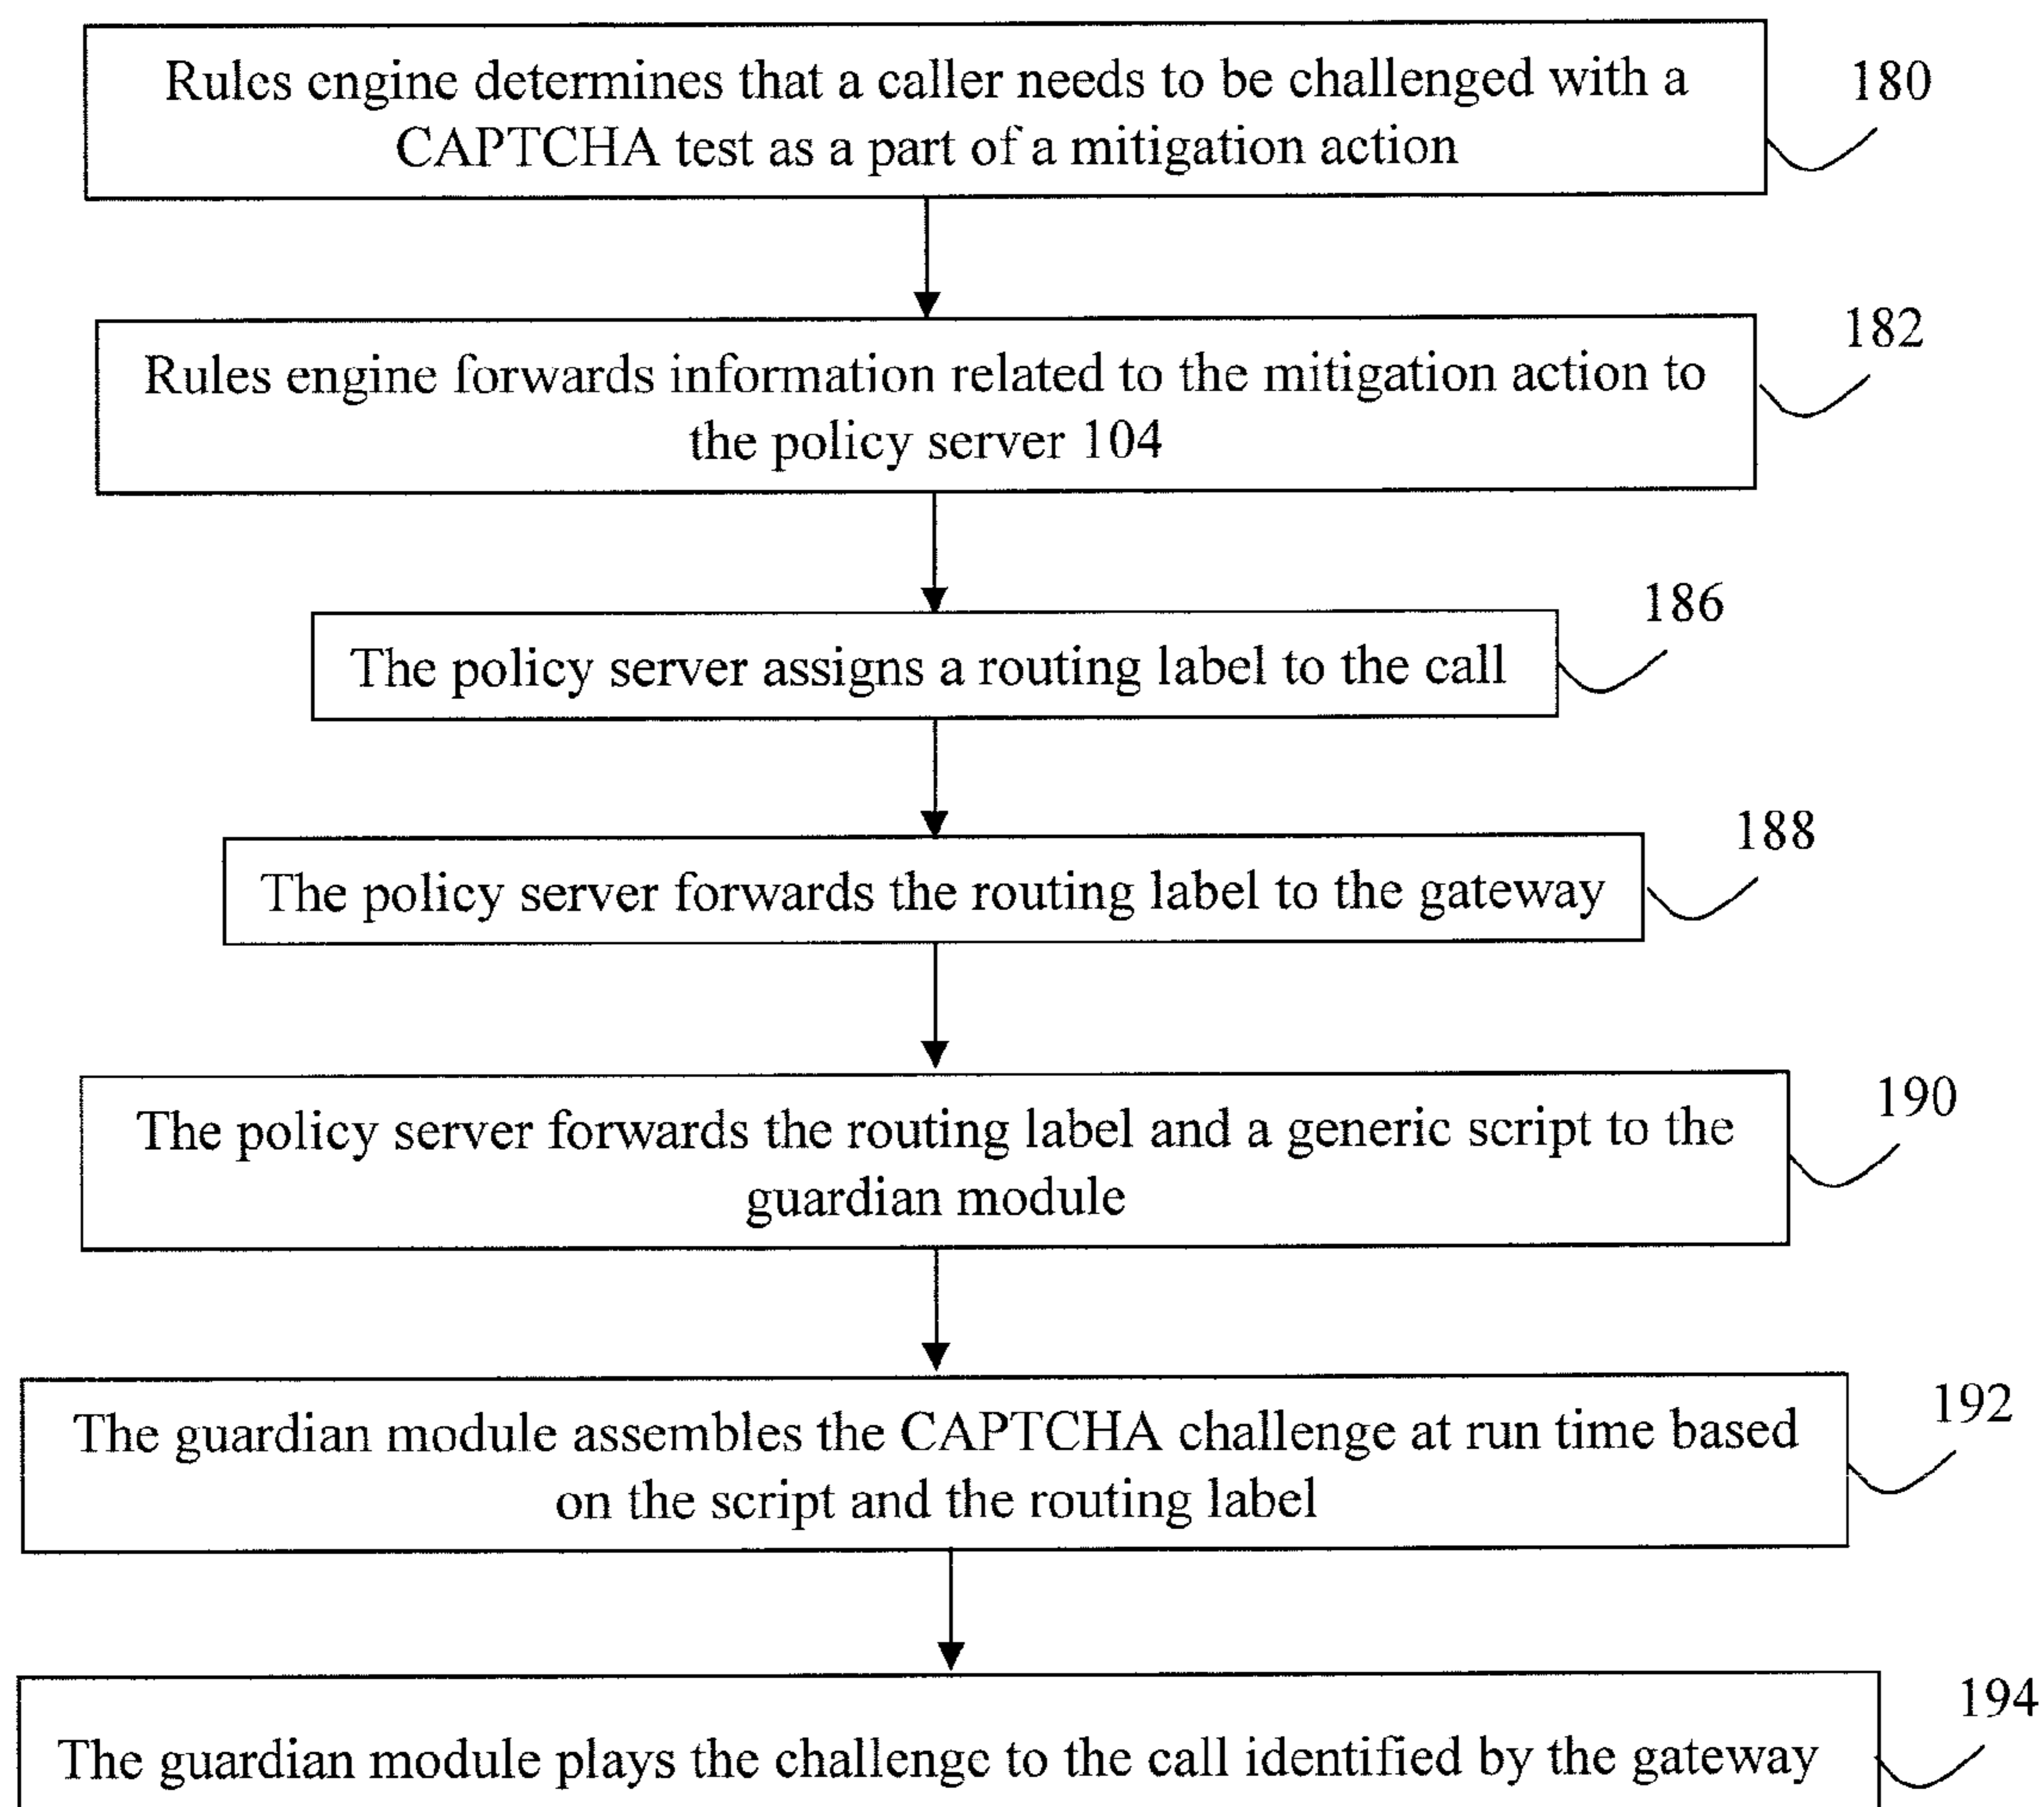 Rules engine determines that a caller needs to be challenged with a
CAPTCHA test as a part of a mitigation action
180
Rules engine forwards information related to the mitigation action to
the policy server 104
182
The policy server assigns a routing label to the call
186
The policy server forwards the routing label to the gateway
188
The policy server forwards the routing label and a generic script to the
guardian module
190
The guardian module assembles the CAPTCHA challenge at run time based
on the script and the routing label
192
The guardian module plays the challenge to the call identified by the gateway
194